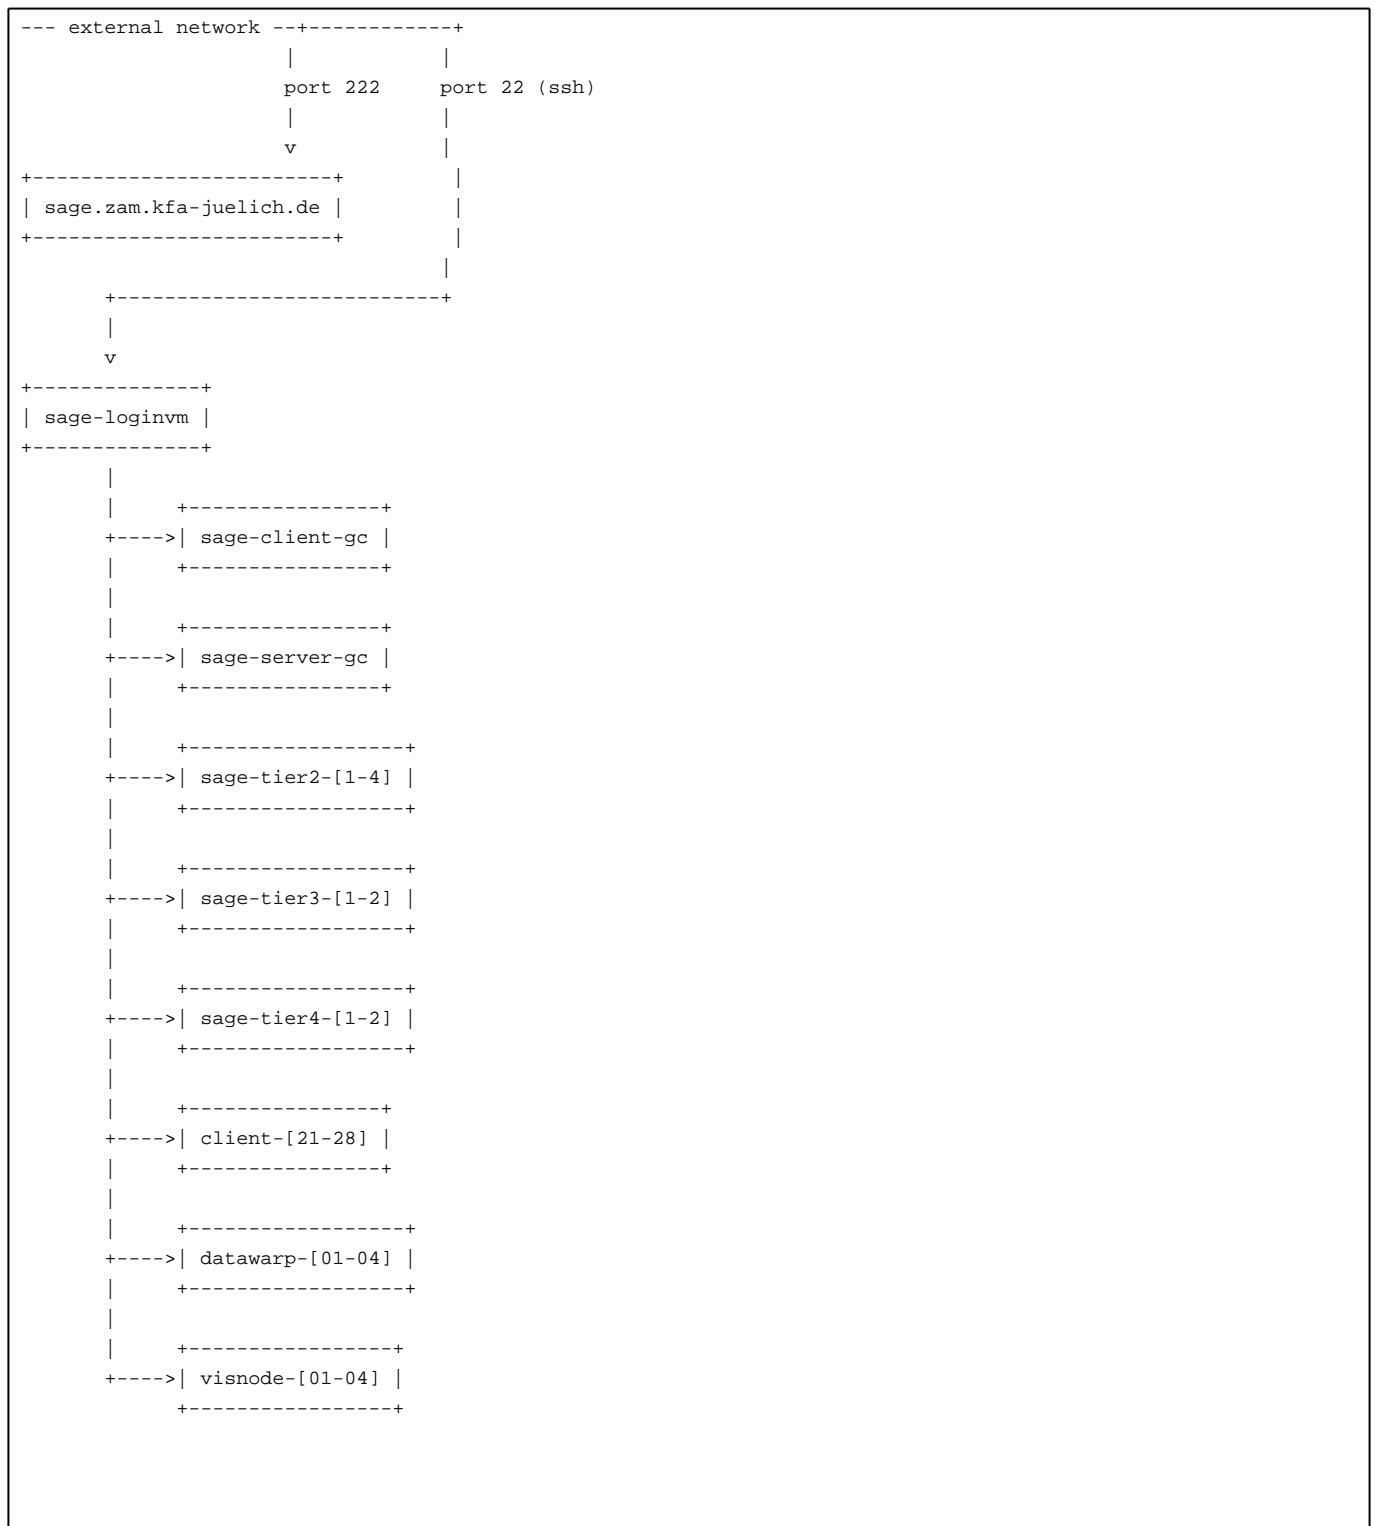 --- external network --+------------+
                      |            |
                      port 222     port 22 (ssh)
                      |            |
                      v            |
+-------------------------+         |
| sage.zam.kfa-juelich.de |         |
+-------------------------+         |
                                   |
       +---------------------------+
       |
       v
+--------------+
| sage-loginvm |
+--------------+
       |
       |     +----------------+
       +---->| sage-client-gc |
       |     +----------------+
       |
       |     +----------------+
       +---->| sage-server-gc |
       |     +----------------+
       |
       |     +------------------+
       +---->| sage-tier2-[1-4] |
       |     +------------------+
       |
       |     +------------------+
       +---->| sage-tier3-[1-2] |
       |     +------------------+
       |
       |     +------------------+
       +---->| sage-tier4-[1-2] |
       |     +------------------+
       |
       |     +----------------+
       +---->| client-[21-28] |
       |     +----------------+
       |
       |     +------------------+
       +---->| datawarp-[01-04] |
       |     +------------------+
       |
       |     +-----------------+
       +---->| visnode-[01-04] |
             +-----------------+